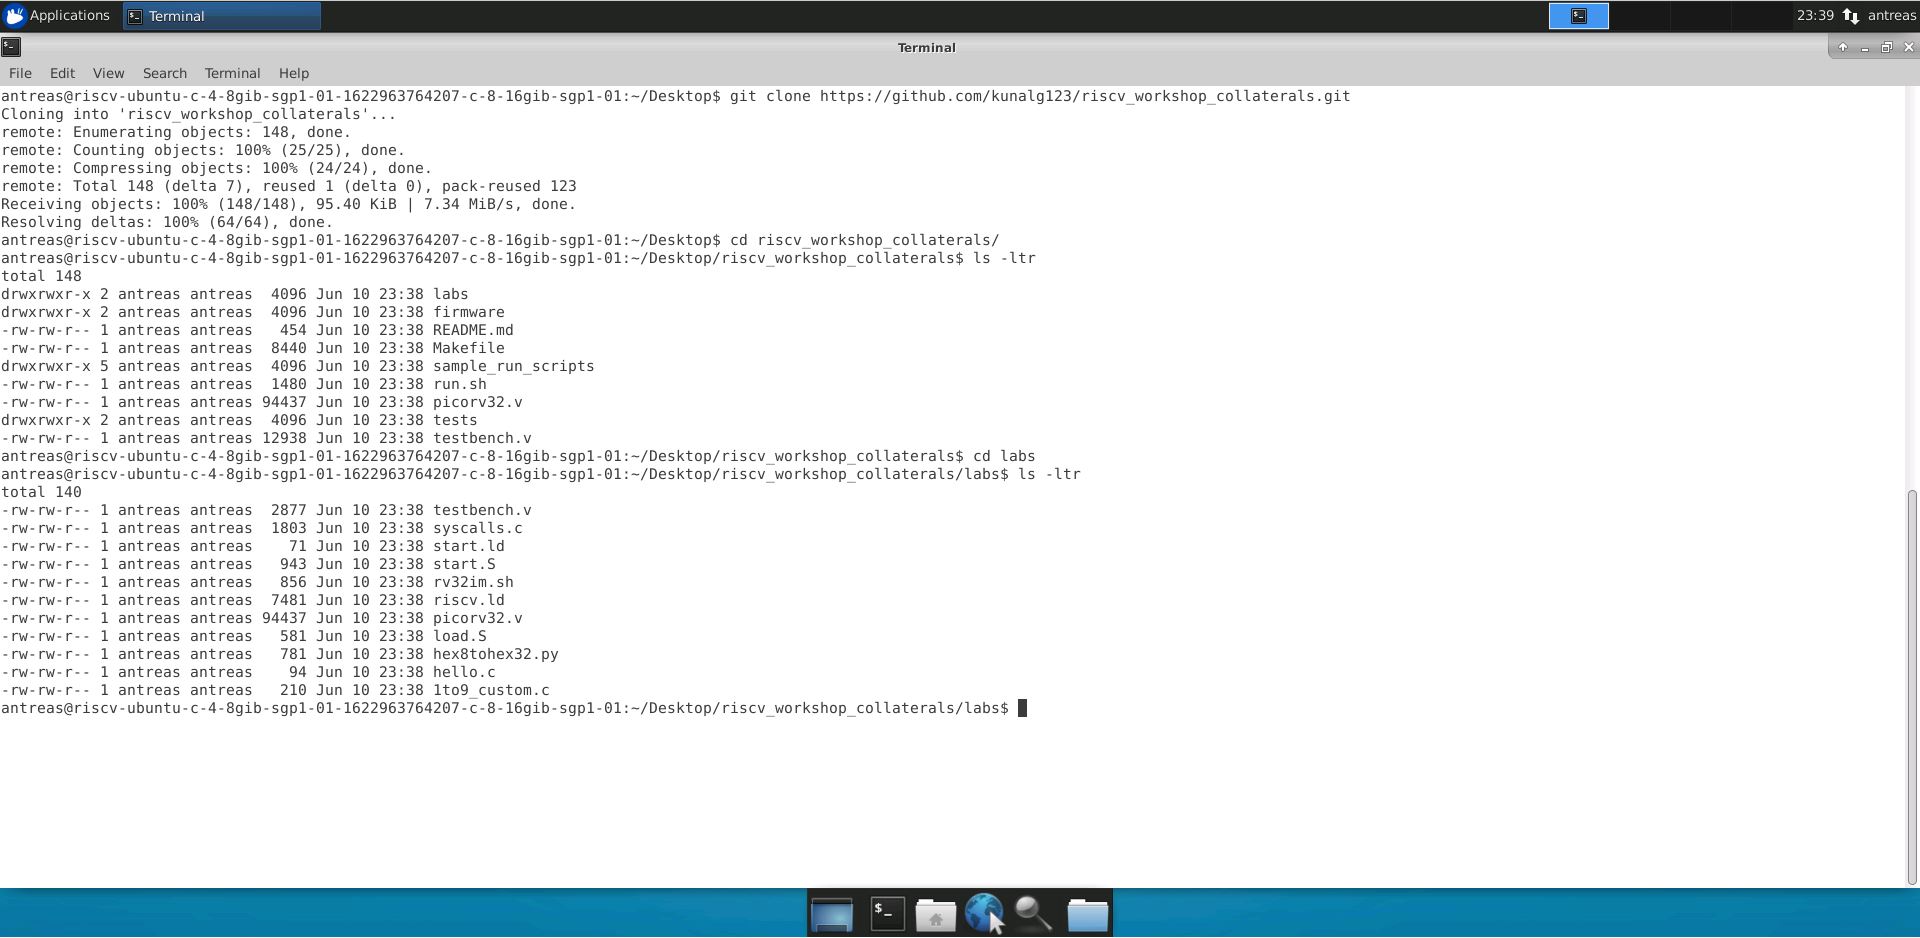 Applications Terminal 23:39 antreas
Terminal
File Edit View Search Terminal Help
antreas@riscv-ubuntu-c-4-8gib-sgp1-01-1622963764207-c-8-16gib-sgp1-01:~/Desktop$ git clone https://github.com/kunalg123/riscv_workshop_collaterals.git
Cloning into 'riscv_workshop_collaterals'...
remote: Enumerating objects: 148, done.
remote: Counting objects: 100% (25/25), done.
remote: Compressing objects: 100% (24/24), done.
remote: Total 148 (delta 7), reused 1 (delta 0), pack-reused 123
Receiving objects: 100% (148/148), 95.40 KiB | 7.34 MiB/s, done.
Resolving deltas: 100% (64/64), done.
antreas@riscv-ubuntu-c-4-8gib-sgp1-01-1622963764207-c-8-16gib-sgp1-01:~/Desktop$ cd riscv_workshop_collaterals/
antreas@riscv-ubuntu-c-4-8gib-sgp1-01-1622963764207-c-8-16gib-sgp1-01:~/Desktop/riscv_workshop_collaterals$ ls -ltr
total 148
drwxrwxr-x 2 antreas antreas  4096 Jun 10 23:38 labs
drwxrwxr-x 2 antreas antreas  4096 Jun 10 23:38 firmware
-rw-rw-r-- 1 antreas antreas   454 Jun 10 23:38 README.md
-rw-rw-r-- 1 antreas antreas  8440 Jun 10 23:38 Makefile
drwxrwxr-x 5 antreas antreas  4096 Jun 10 23:38 sample_run_scripts
-rw-rw-r-- 1 antreas antreas  1480 Jun 10 23:38 run.sh
-rw-rw-r-- 1 antreas antreas 94437 Jun 10 23:38 picorv32.v
drwxrwxr-x 2 antreas antreas  4096 Jun 10 23:38 tests
-rw-rw-r-- 1 antreas antreas 12938 Jun 10 23:38 testbench.v
antreas@riscv-ubuntu-c-4-8gib-sgp1-01-1622963764207-c-8-16gib-sgp1-01:~/Desktop/riscv_workshop_collaterals$ cd labs
antreas@riscv-ubuntu-c-4-8gib-sgp1-01-1622963764207-c-8-16gib-sgp1-01:~/Desktop/riscv_workshop_collaterals/labs$ ls -ltr
total 140
-rw-rw-r-- 1 antreas antreas  2877 Jun 10 23:38 testbench.v
-rw-rw-r-- 1 antreas antreas  1803 Jun 10 23:38 syscalls.c
-rw-rw-r-- 1 antreas antreas    71 Jun 10 23:38 start.ld
-rw-rw-r-- 1 antreas antreas   943 Jun 10 23:38 start.S
-rw-rw-r-- 1 antreas antreas   856 Jun 10 23:38 rv32im.sh
-rw-rw-r-- 1 antreas antreas  7481 Jun 10 23:38 riscv.ld
-rw-rw-r-- 1 antreas antreas 94437 Jun 10 23:38 picorv32.v
-rw-rw-r-- 1 antreas antreas   581 Jun 10 23:38 load.S
-rw-rw-r-- 1 antreas antreas   781 Jun 10 23:38 hex8tohex32.py
-rw-rw-r-- 1 antreas antreas    94 Jun 10 23:38 hello.c
-rw-rw-r-- 1 antreas antreas   210 Jun 10 23:38 1to9_custom.c
antreas@riscv-ubuntu-c-4-8gib-sgp1-01-1622963764207-c-8-16gib-sgp1-01:~/Desktop/riscv_workshop_collaterals/labs$